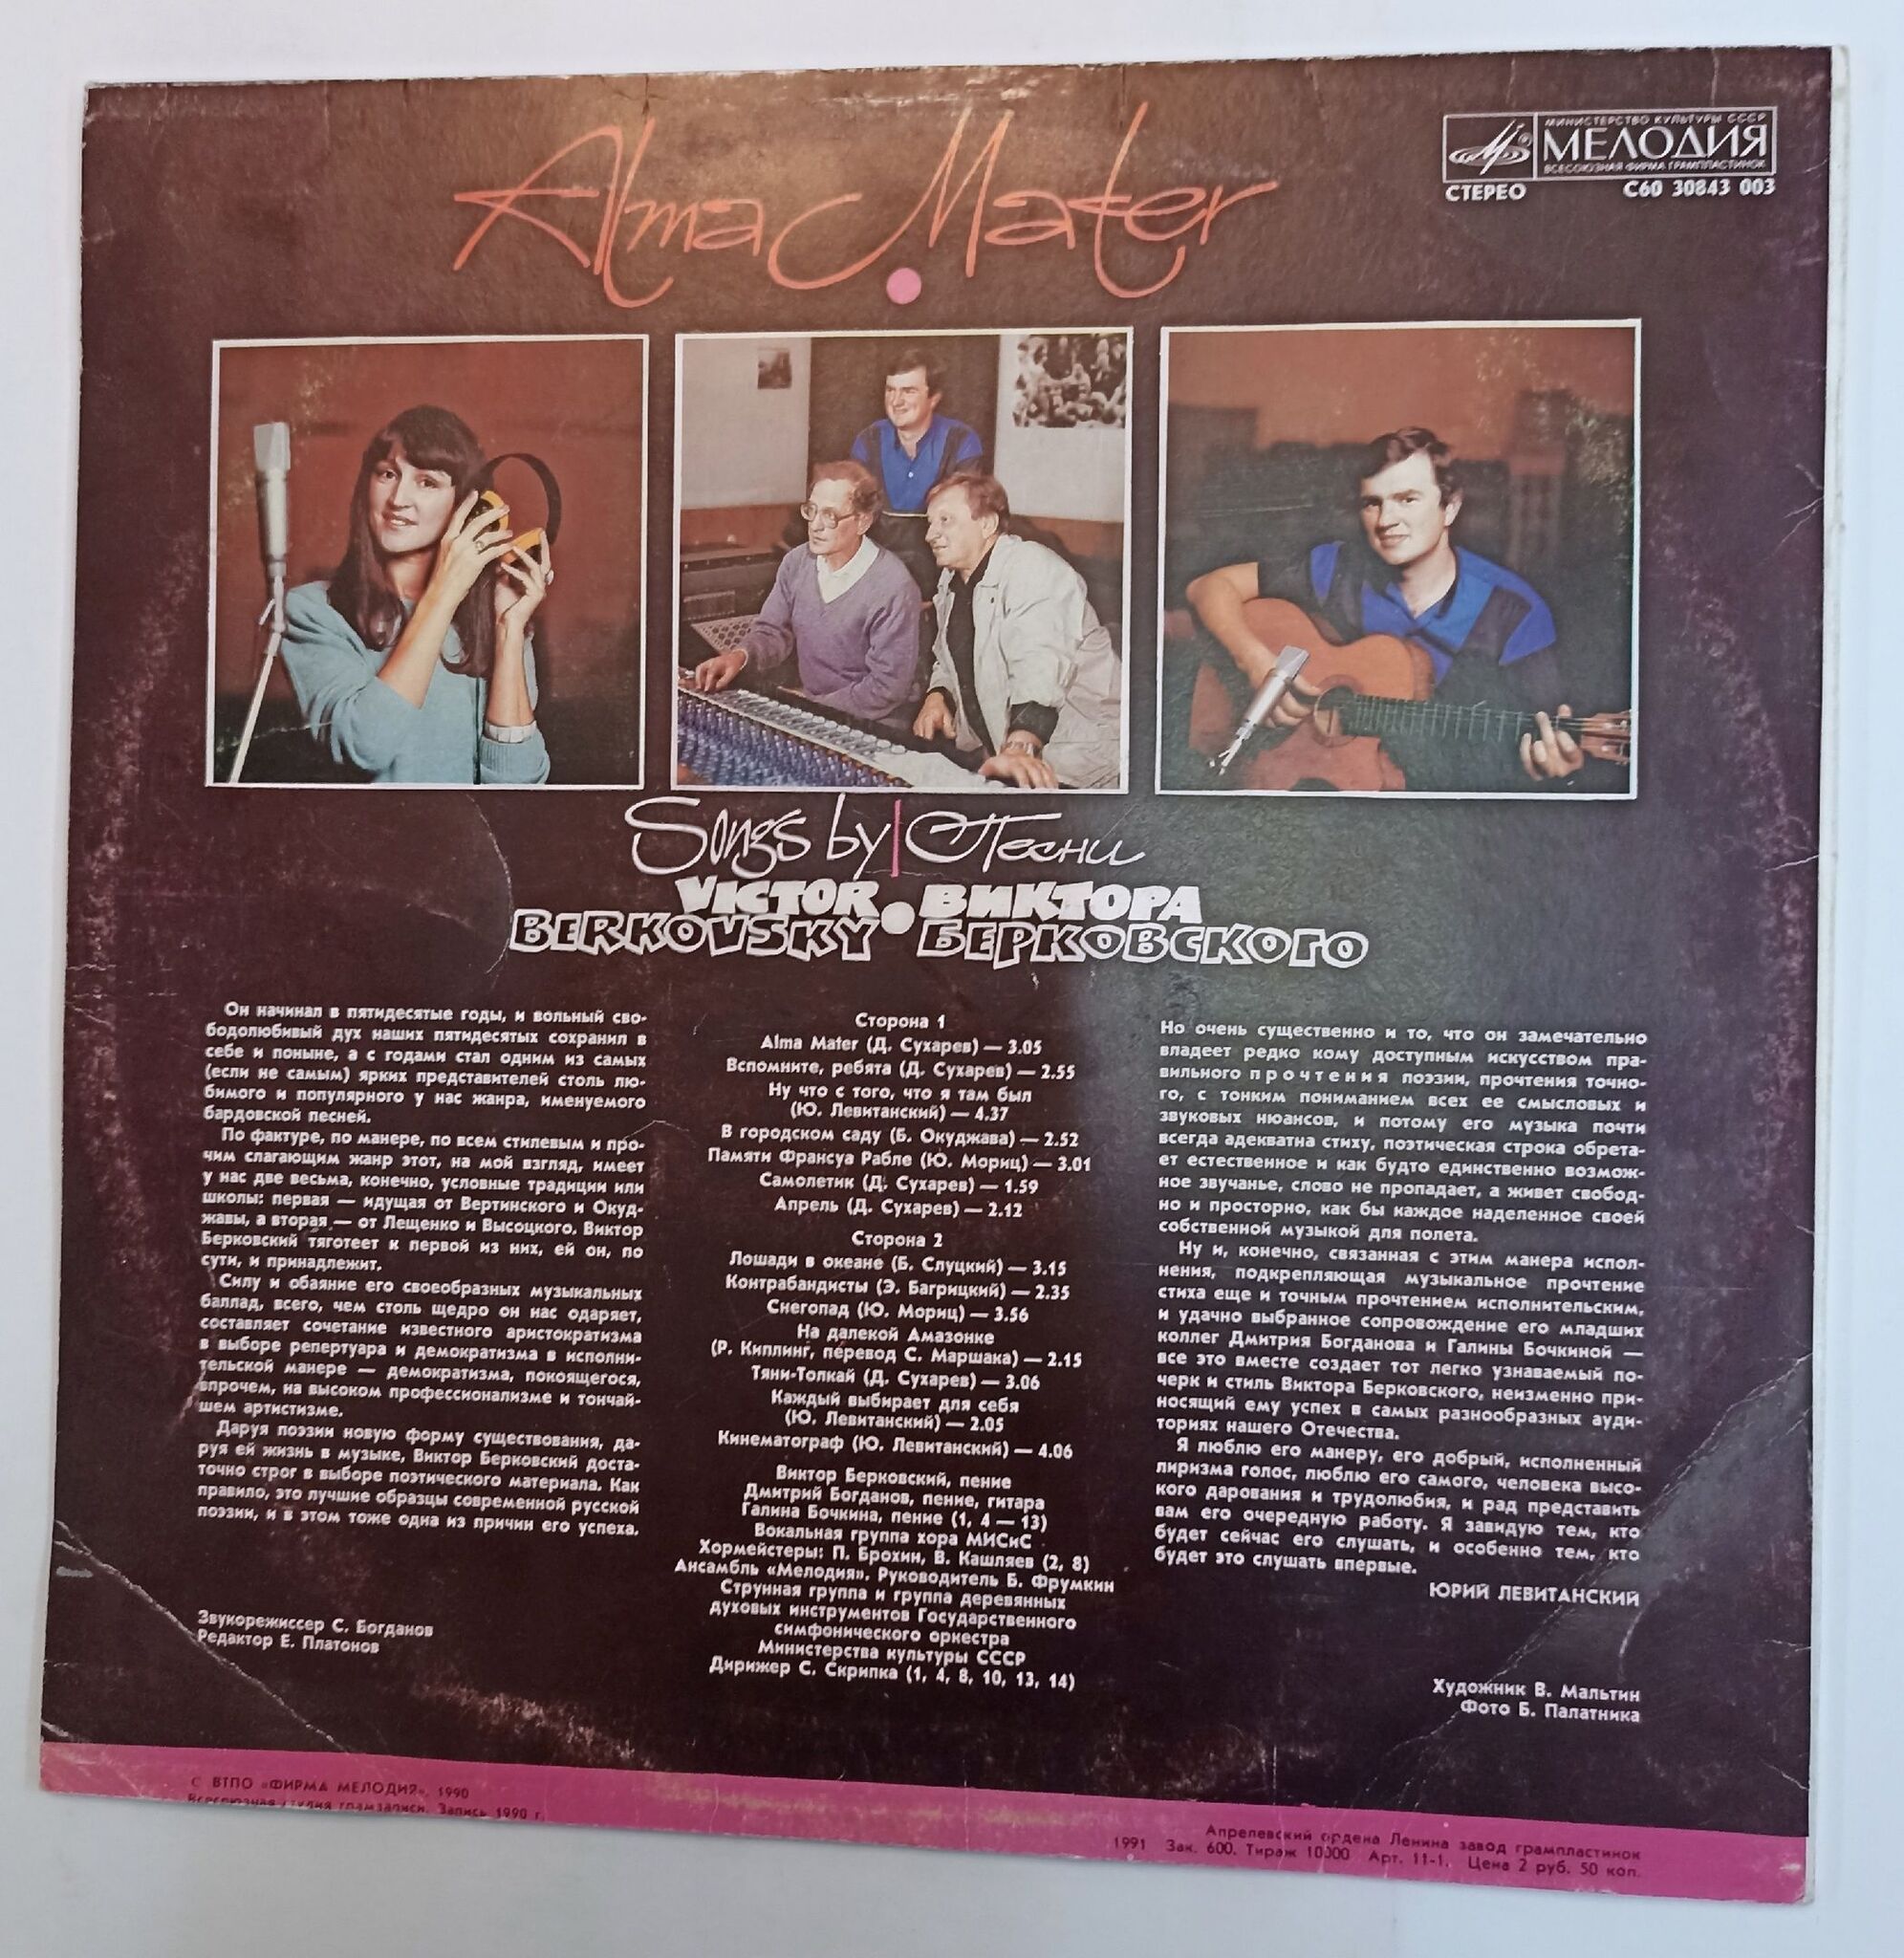 Alma Mater
МИНИСТЕРСТВО КУЛЬТУРЫ СССР
МЕЛОДИЯ
ВСЕСОЮЗНАЯ ФИРМА ГРАМПЛАСТИНОК
СТЕРЕО С60 30843 003
Songs by | Песни
VICTOR • ВИКТОРА
BERKOVSKY БЕРКОВСКОГО
Он начинал в пятидесятые годы, и вольный сво-
бодолюбивый дух наших пятидесятых сохранил в
себе и поныне, а с годами стал одним из самых
(если не самым) ярких представителей столь лю-
бимого и популярного у нас жанра, именуемого
бардовской песней.
По фактуре, по манере, по всем стилевым и про-
чим слагающим жанр этот, на мой взгляд, имеет
у нас две весьма, конечно, условные традиции или
школы: первая — идущая от Вертинского и Окуд-
жавы, а вторая — от Лещенко и Высоцкого. Виктор
Берковский тяготеет к первой из них, ей он, по
сути, и принадлежит.
Силу и обаяние его своеобразных музыкальных
баллад, всего, чем столь щедро он нас одаряет,
составляет сочетание известного аристократизма
в выборе репертуара и демократизма в исполни-
тельской манере — демократизма, покоящегося,
впрочем, на высоком профессионализме и тончай-
шем артистизме.
Даруя поэзии новую форму существования, да-
руя ей жизнь в музыке, Виктор Берковский доста-
точно строг в выборе поэтического материала. Как
правило, это лучшие образцы современной русской
поэзии, и в этом тоже одна из причин его успеха.
Звукорежиссер С. Богданов
Редактор Е. Платонов
Сторона 1
Alma Mater (Д. Сухарев) — 3.05
Вспомните, ребята (Д. Сухарев) — 2.55
Ну что с того, что я там был
(Ю. Левитанский) — 4.37
В городском саду (Б. Окуджава) — 2.52
Памяти Франсуа Рабле (Ю. Мориц) — 3.01
Самолетик (Д. Сухарев) — 1.59
Апрель (Д. Сухарев) — 2.12
Сторона 2
Лошади в океане (Б. Слуцкий) — 3.15
Контрабандисты (Э. Багрицкий) — 2.35
Снегопад (Ю. Мориц) — 3.56
На далекой Амазонке
(Р. Киплинг, перевод С. Маршака) — 2.15
Тяни-Толкай (Д. Сухарев) — 3.06
Каждый выбирает для себя
(Ю. Левитанский) — 2.05
Кинематограф (Ю. Левитанский) — 4.06
Виктор Берковский, пение
Дмитрий Богданов, пение, гитара
Галина Бочкина, пение (1, 4 — 13)
Вокальная группа хора МИСиС
Хормейстеры: П. Брохин, В. Кашляев (2, 8)
Ансамбль «Мелодия». Руководитель Б. Фрумкин
Струнная группа и группа деревянных
духовых инструментов Государственного
симфонического оркестра
Министерства культуры СССР
Дирижер С. Скрипка (1, 4, 8, 10, 13, 14)
Но очень существенно и то, что он замечательно
владеет редко кому доступным искусством пра-
вильного прочтения поэзии, прочтения точно-
го, с тонким пониманием всех ее смысловых и
звуковых нюансов, и потому его музыка почти
всегда адекватна стиху, поэтическая строка обрета-
ет естественное и как будто единственно возмож-
ное звучанье, слово не пропадает, а живет свобод-
но и просторно, как бы каждое наделенное своей
собственной музыкой для полета.
Ну и, конечно, связанная с этим манера испол-
нения, подкрепляющая музыкальное прочтение
стиха еще и точным прочтением исполнительским,
и удачно выбранное сопровождение его младших
коллег Дмитрия Богданова и Галины Бочкиной —
все это вместе создает тот легко узнаваемый по-
черк и стиль Виктора Берковского, неизменно при-
носящий ему успех в самых разнообразных ауди-
ториях нашего Отечества.
Я люблю его манеру, его добрый, исполненный
лиризма голос, люблю его самого, человека высо-
кого дарования и трудолюбия, и рад представить
вам его очередную работу. Я завидую тем, кто
будет сейчас его слушать, и особенно тем, кто
будет это слушать впервые.
ЮРИЙ ЛЕВИТАНСКИЙ
Художник В. Мальтин
Фото Б. Палатника
С ВТПО «ФИРМА МЕЛОДИЯ», 1990
Всесоюзная студия грамзаписи. Запись 1990 г.
Апрелевский ордена Ленина завод грампластинок
1991 Зак. 600. Тираж 10000 Арт. 11-1. Цена 2 руб. 50 коп.